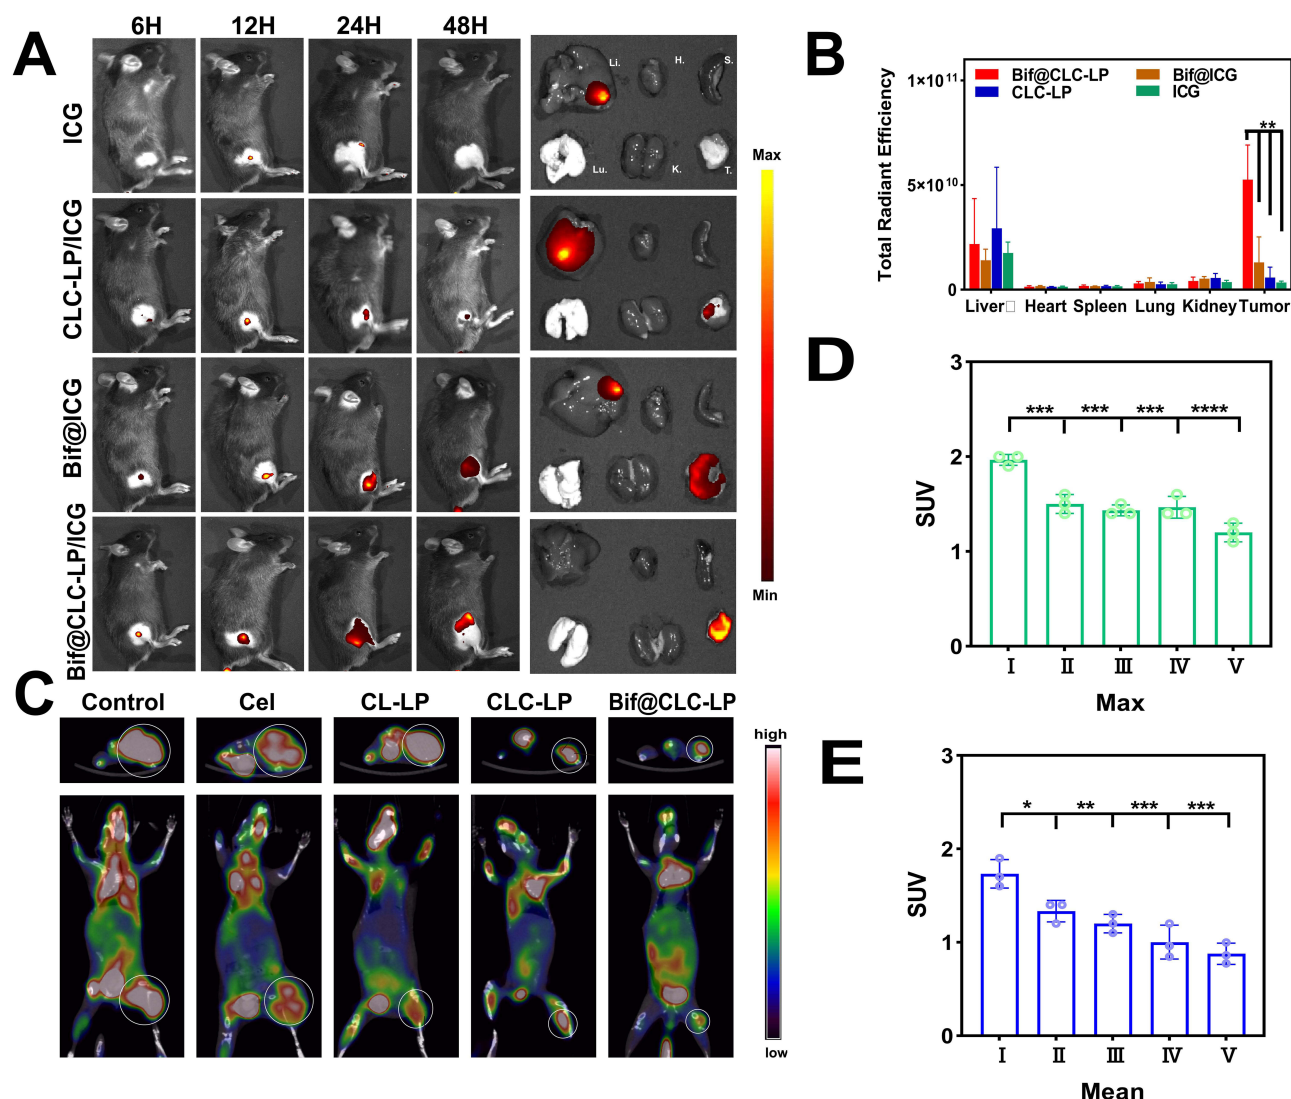 A
6H 12H 24H 48H
ICG
Li. H. S.
Lu. K. T.
CLC-LP/ICG
Bif@ICG
Bif@CLC-LP/ICG
Max
Min
B
Total Radiant Efficiency
1×10¹¹
5×10¹⁰
0
Bif@CLC-LP Bif@ICG
CLC-LP ICG
**
Liver□ Heart Spleen Lung Kidney Tumor
C
Control Cel CL-LP CLC-LP Bif@CLC-LP
high
low
D
SUV
3
2
1
0
*** *** *** ****
I II III IV V
Max
E
SUV
3
2
1
0
* ** *** ***
I II III IV V
Mean